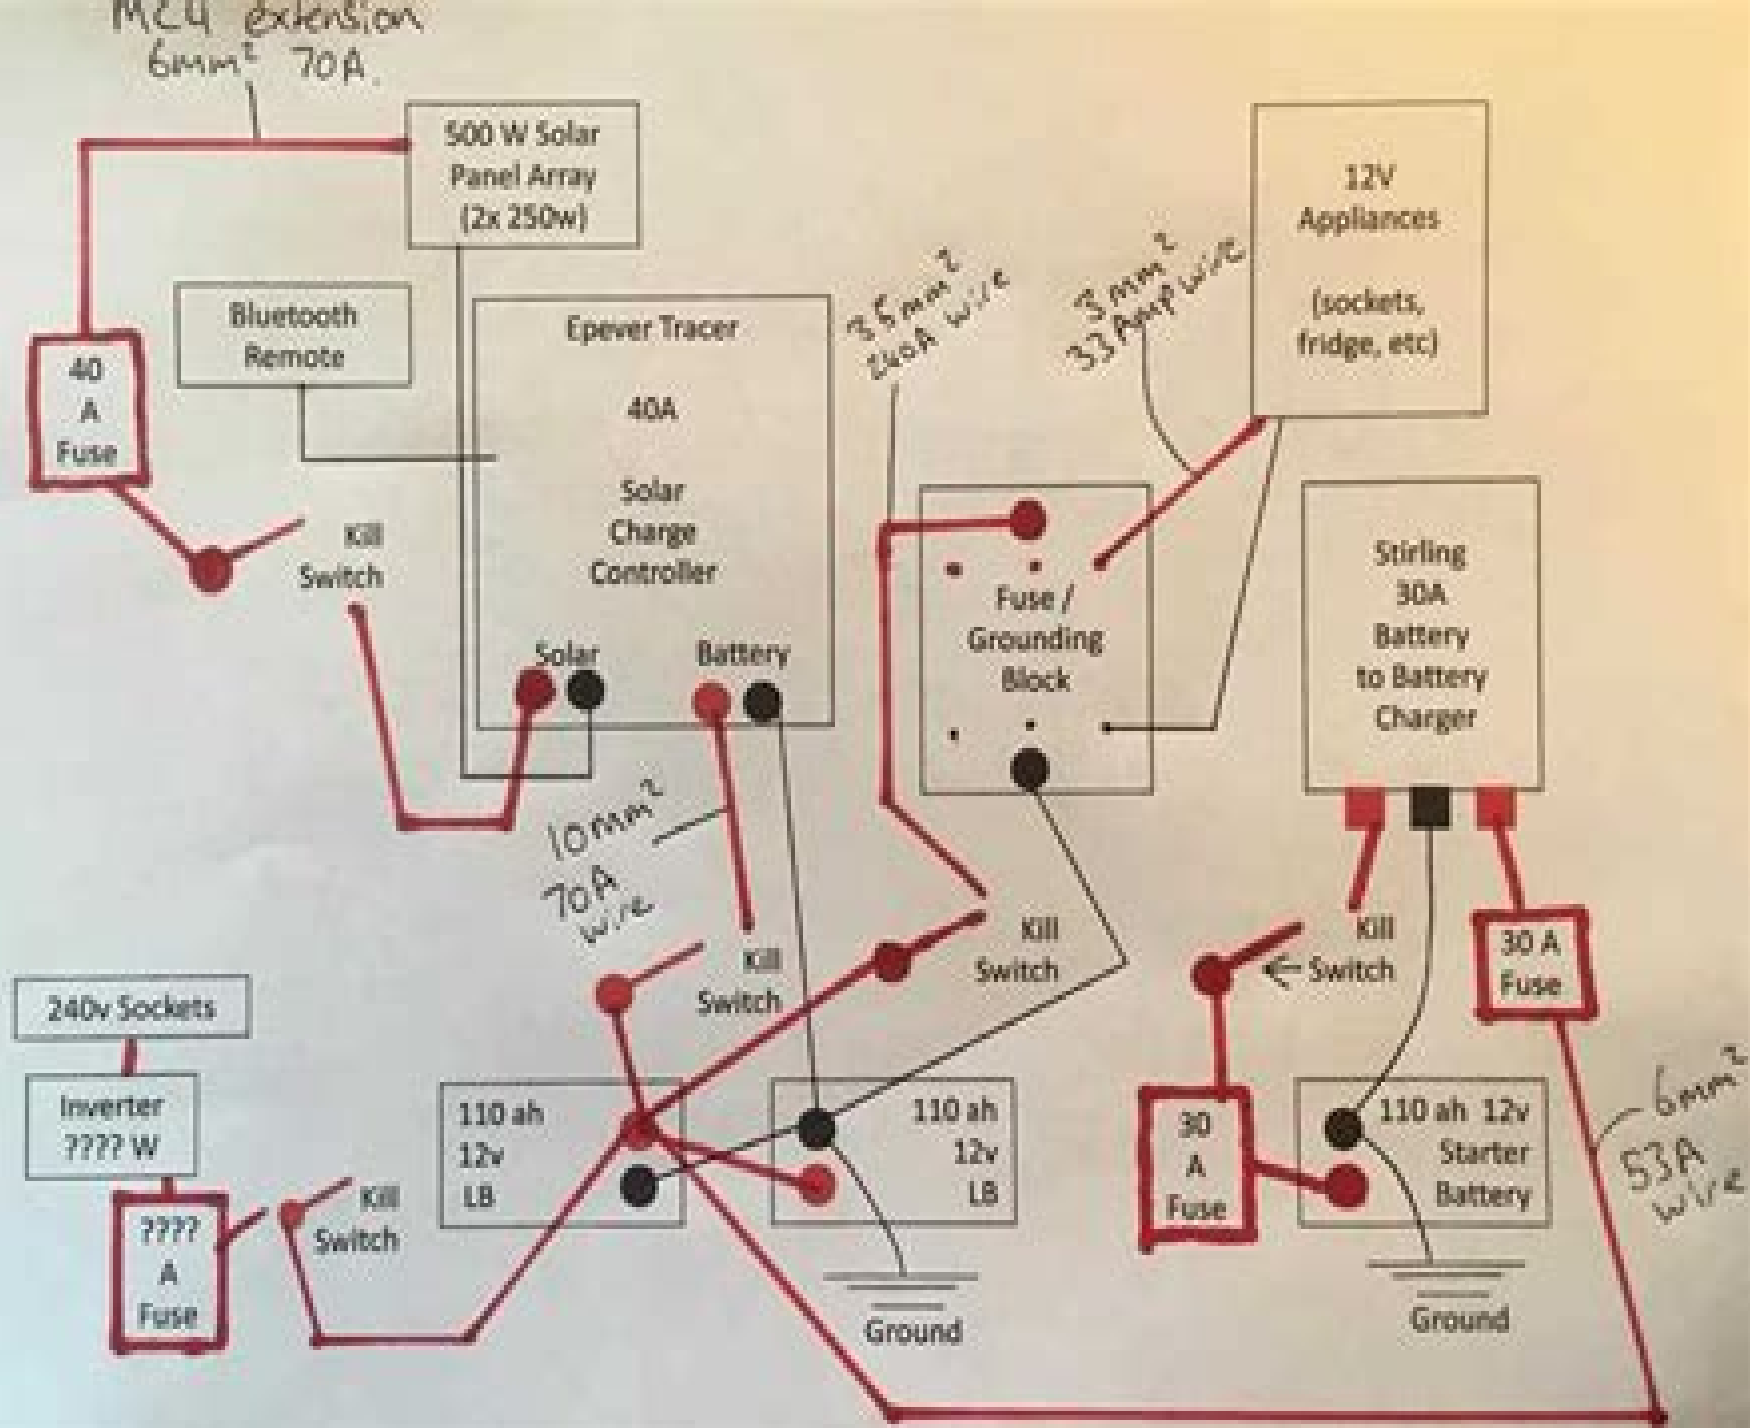 MC4 extension
6mm² 70A.
500 W Solar
Panel Array
(2x 250w)
Bluetooth
Remote
40
A
Fuse
Kill
Switch
Epever Tracer
40A
Solar
Charge
Controller
Solar
Battery
35mm²
240A wire
3mm²
33 Amp wire
12V
Appliances
(sockets,
fridge, etc)
Fuse /
Grounding
Block
Stirling
30A
Battery
to Battery
Charger
10mm²
70A
wire
Kill
Switch
Kill
Switch
Kill
Switch
30 A
Fuse
240v Sockets
Inverter
???? W
????
A
Fuse
Kill
Switch
110 ah
12v
LB
110 ah
12v
LB
Ground
30
A
Fuse
110 ah 12v
Starter
Battery
Ground
6mm²
53A
wire